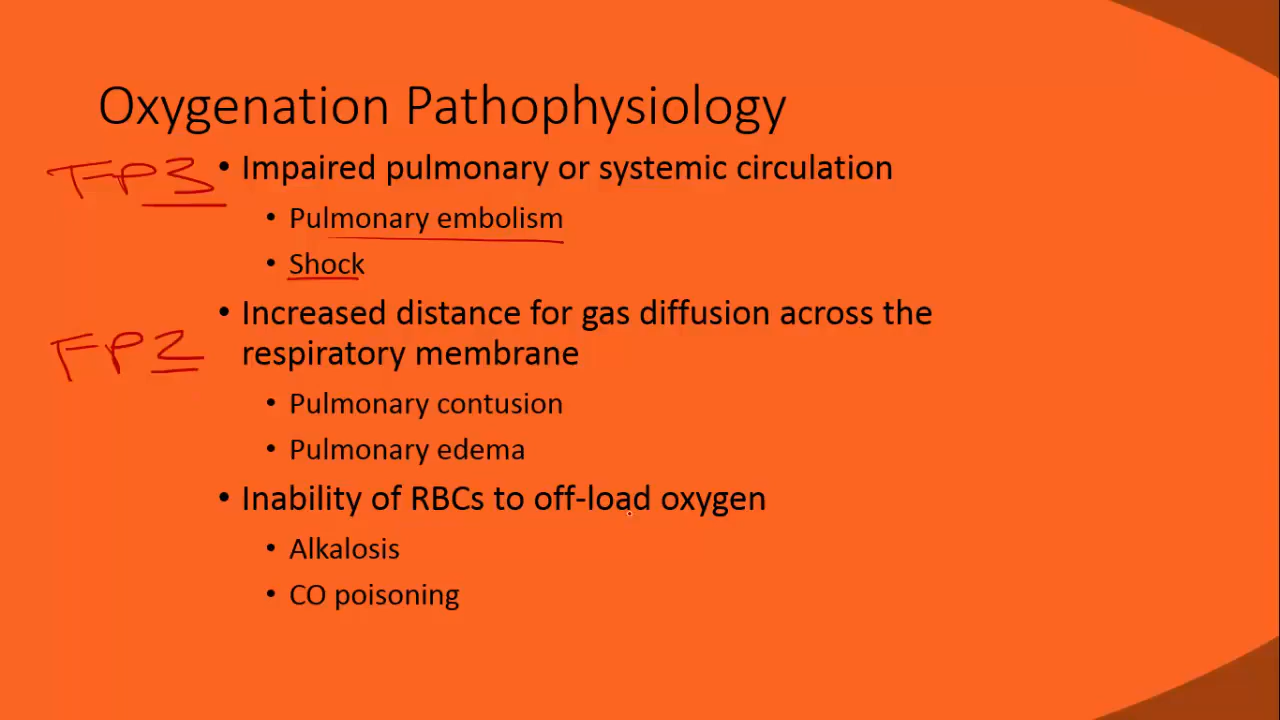 Oxygenation Pathophysiology
FP3 • Impaired pulmonary or systemic circulation
• Pulmonary embolism
• Shock
• Increased distance for gas diffusion across the
FP2 respiratory membrane
• Pulmonary contusion
• Pulmonary edema
• Inability of RBCs to off-load oxygen
• Alkalosis
• CO poisoning